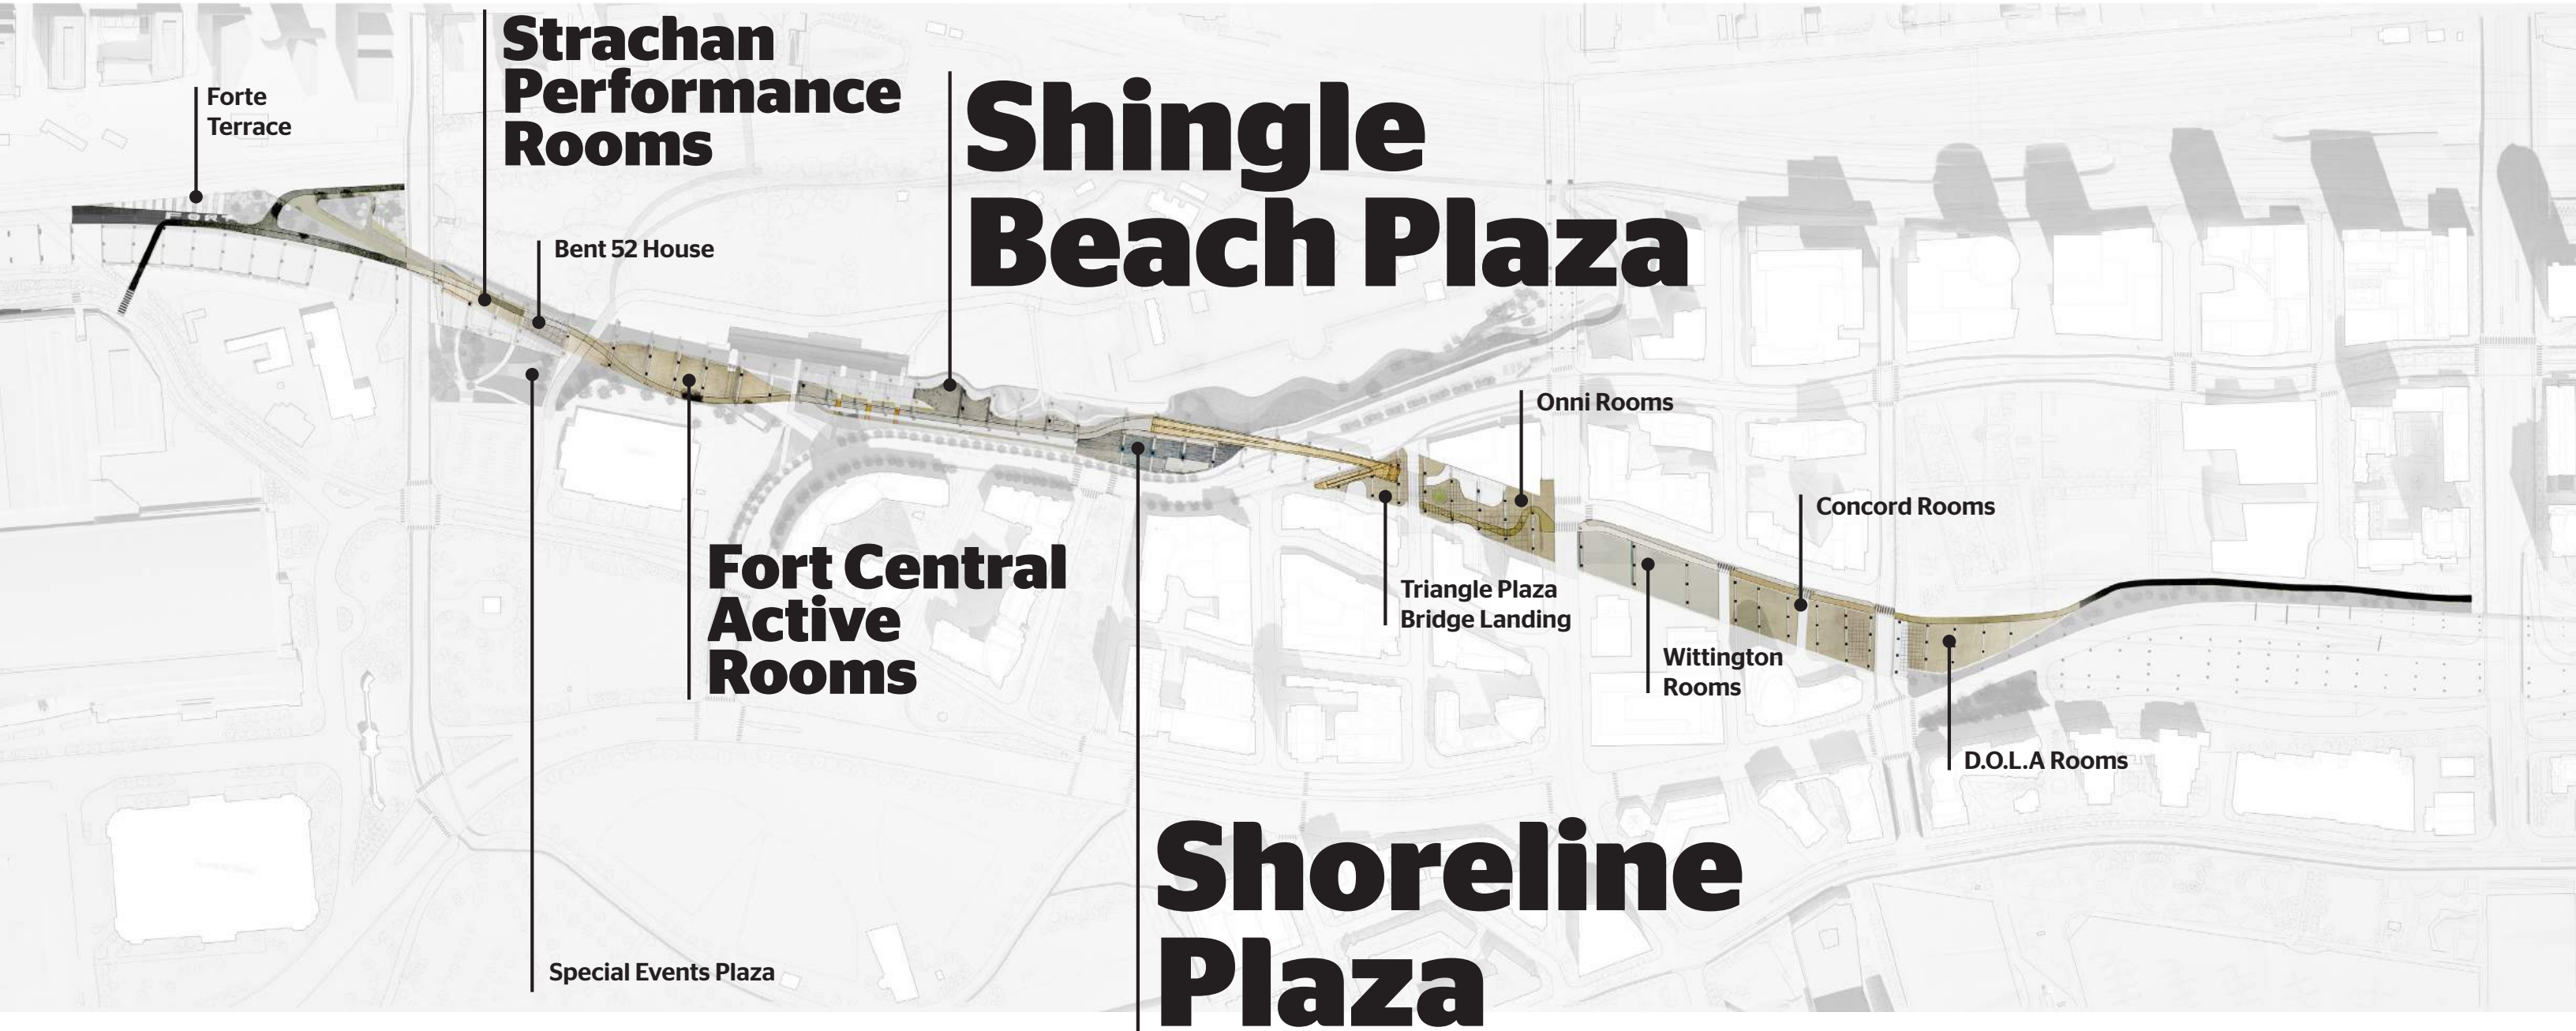 Strachan
Performance
Rooms
Forte
Terrace
Shingle
Beach Plaza
FORT
Bent 52 House
Onni Rooms
Concord Rooms
Fort Central
Active
Rooms
Triangle Plaza
Bridge Landing
Wittington
Rooms
D.O.L.A Rooms
Shoreline
Plaza
Special Events Plaza